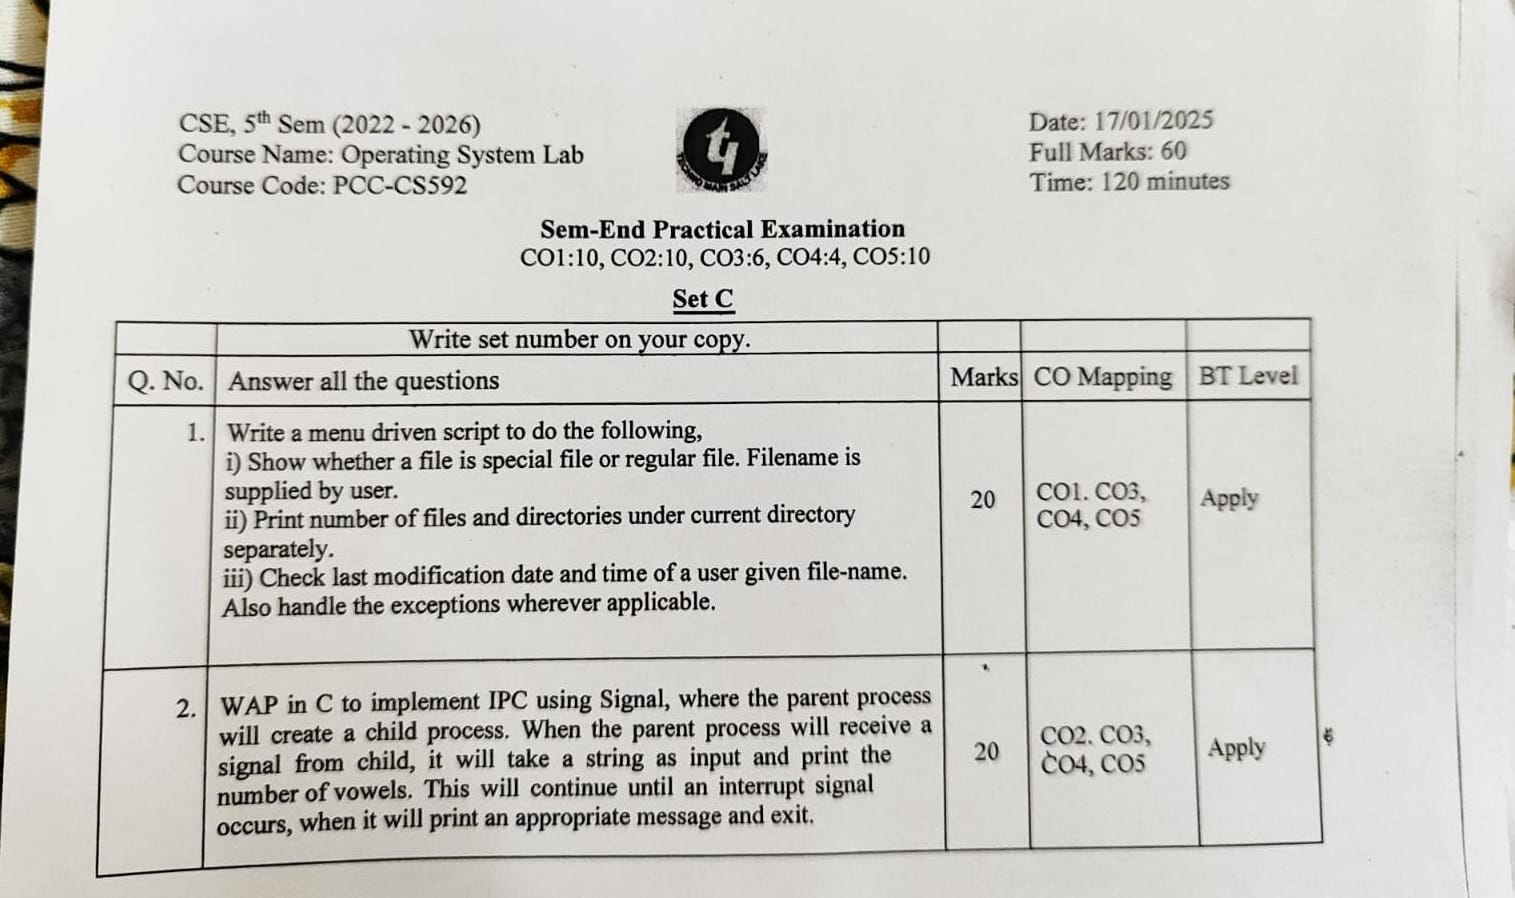 CSE, 5th Sem (2022 - 2026)
Course Name: Operating System Lab
Course Code: PCC-CS592
TECHNO MAIN SALT LAKE
Date: 17/01/2025
Full Marks: 60
Time: 120 minutes
Sem-End Practical Examination
CO1:10, CO2:10, CO3:6, CO4:4, CO5:10
Set C
Write set number on your copy.
Q. No. Answer all the questions Marks CO Mapping BT Level
1. Write a menu driven script to do the following,
i) Show whether a file is special file or regular file. Filename is
supplied by user.
ii) Print number of files and directories under current directory
separately.
iii) Check last modification date and time of a user given file-name.
Also handle the exceptions wherever applicable.
20
CO1. CO3,
CO4, CO5
Apply
2. WAP in C to implement IPC using Signal, where the parent process
will create a child process. When the parent process will receive a
signal from child, it will take a string as input and print the
number of vowels. This will continue until an interrupt signal
occurs, when it will print an appropriate message and exit.
20
CO2. CO3,
CO4, CO5
Apply